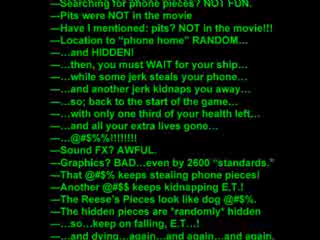 —Searching for phone pieces? NOT FUN.
—Pits were NOT in the movie
—Have I mentioned: pits? NOT in the movie!!!
—Location to “phone home” RANDOM…
—…and HIDDEN!
—…then, you must WAIT for your ship…
—…while some jerk steals your phone…
—…and another jerk kidnaps you away…
—…so; back to the start of the game…
—…with only one third of your health left…
—…and all your extra lives gone…
—…@#$%%!!!!!!!!
—Sound FX? AWFUL.
—-Graphics? BAD…even by 2600 “standards.”
—That @#$% keeps stealing phone pieces!
—Another @#$$ keeps kidnapping E.T.!
—The Reese’s Pieces look like dog @#$%.
—The hidden pieces are *randomly* hidden
—…so…keep on falling, E.T…!
—…and dying…again…and again…and again.